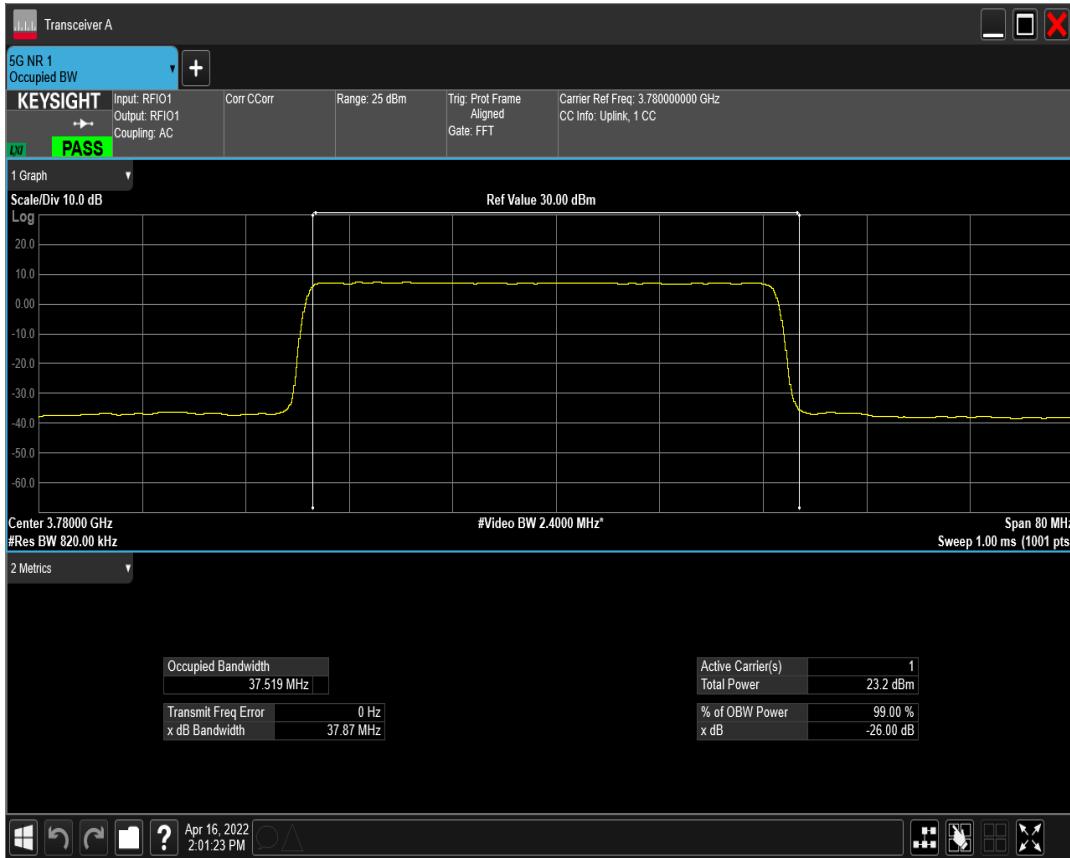 Transceiver A
5G NR 1
Occupied BW
+
KEYSIGHT
Input: RFIO1
Output: RFIO1
Coupling: AC
LXI
PASS
Corr CCorr
Range: 25 dBm
Trig: Prot Frame
Aligned
Gate: FFT
Carrier Ref Freq: 3.780000000 GHz
CC Info: Uplink, 1 CC
1 Graph
Scale/Div 10.0 dB
Ref Value 30.00 dBm
Log
20.0
10.0
0.00
-10.0
-20.0
-30.0
-40.0
-50.0
-60.0
Center 3.78000 GHz
#Video BW 2.4000 MHz*
Span 80 MHz
#Res BW 820.00 kHz
Sweep 1.00 ms (1001 pts
2 Metrics
Occupied Bandwidth
37.519 MHz
Transmit Freq Error 0 Hz
x dB Bandwidth 37.87 MHz
Active Carrier(s) 1
Total Power 23.2 dBm
% of OBW Power 99.00 %
x dB -26.00 dB
?
Apr 16, 2022
2:01:23 PM